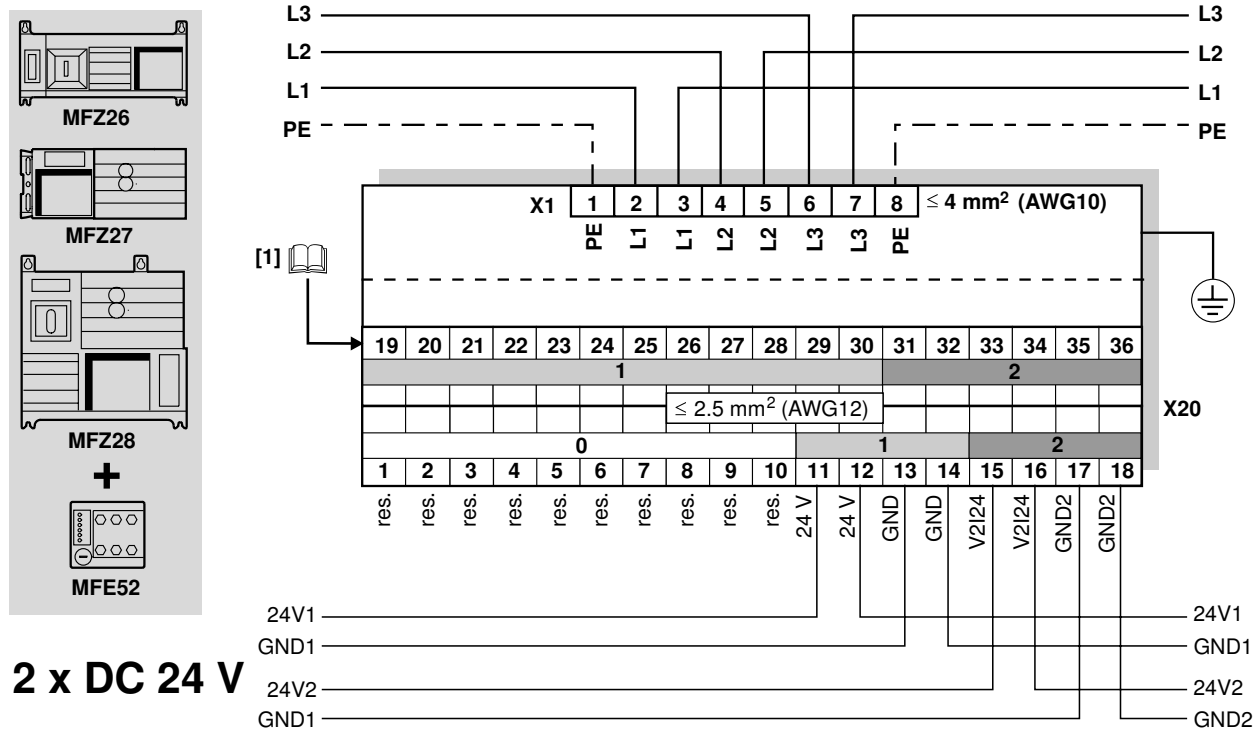 MFZ26
MFZ27
MFZ28
+
MFE52
2 x DC 24 V
L3 L3
L2 L2
L1 L1
PE PE
X1 1 2 3 4 5 6 7 8 ≤ 4 mm² (AWG10)
PE L1 L1 L2 L2 L3 L3 PE
[1]
19 20 21 22 23 24 25 26 27 28 29 30 31 32 33 34 35 36
1 2
≤ 2.5 mm² (AWG12)
X20
0 1 2
1 2 3 4 5 6 7 8 9 10 11 12 13 14 15 16 17 18
res. res. res. res. res. res. res. res. res. res. 24 V 24 V GND GND V2I24 V2I24 GND2 GND2
24V1 24V1
GND1 GND1
24V2 24V2
GND1 GND2